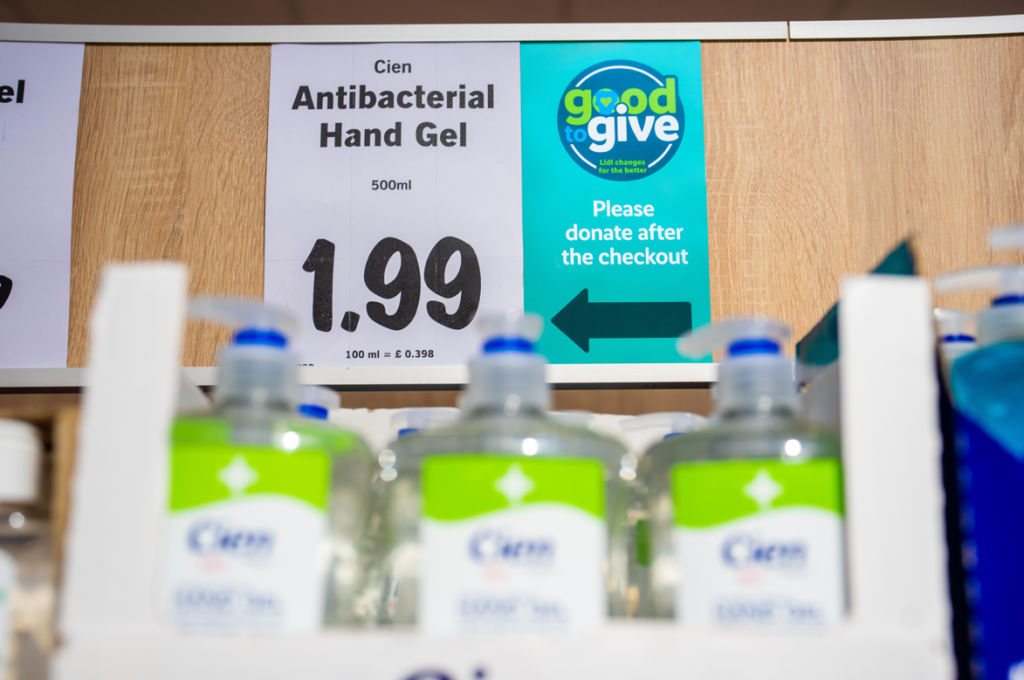 el
Cien
Antibacterial
Hand Gel
500ml
1.99
100 ml = £ 0.398
good
to give
Lidl changes
for the better
Please
donate after
the checkout
Cien
Cien
Cien